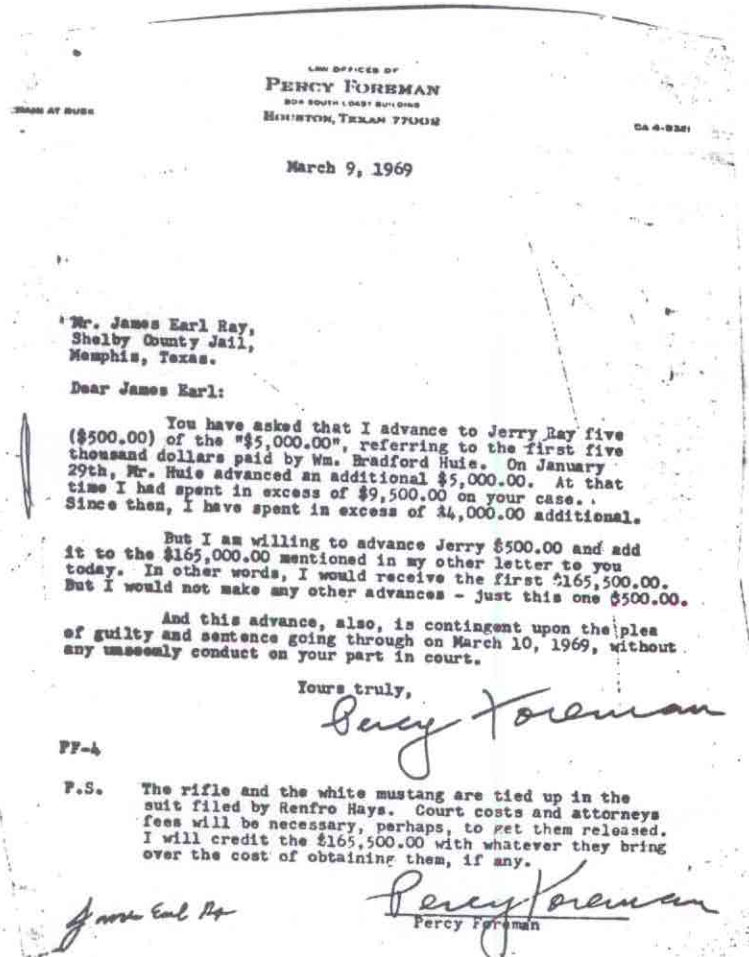 LAW OFFICES OF
PERCY FOREMAN
804 SOUTH COAST BUILDING
HOUSTON, TEXAS 77002
MAIN AT RUSK
CA 4-9321
March 9, 1969
Mr. James Earl Ray,
Shelby County Jail,
Memphis, Texas.
Dear James Earl:
You have asked that I advance to Jerry Ray five
($500.00) of the "$5,000.00", referring to the first five
thousand dollars paid by Wm. Bradford Huie. On January
29th, Mr. Huie advanced an additional $5,000.00. At that
time I had spent in excess of $9,500.00 on your case.
Since then, I have spent in excess of $4,000.00 additional.
But I am willing to advance Jerry $500.00 and add
it to the $165,000.00 mentioned in my other letter to you
today. In other words, I would receive the first $165,500.00.
But I would not make any other advances - just this one $500.00.
And this advance, also, is contingent upon the plea
of guilty and sentence going through on March 10, 1969, without
any unseemly conduct on your part in court.
Yours truly,
Percy Foreman
PF-4
P.S. The rifle and the white mustang are tied up in the
suit filed by Renfro Hays. Court costs and attorneys
fees will be necessary, perhaps, to get them released.
I will credit the $165,500.00 with whatever they bring
over the cost of obtaining them, if any.
James Earl Ray
Percy Foreman
Percy Foreman